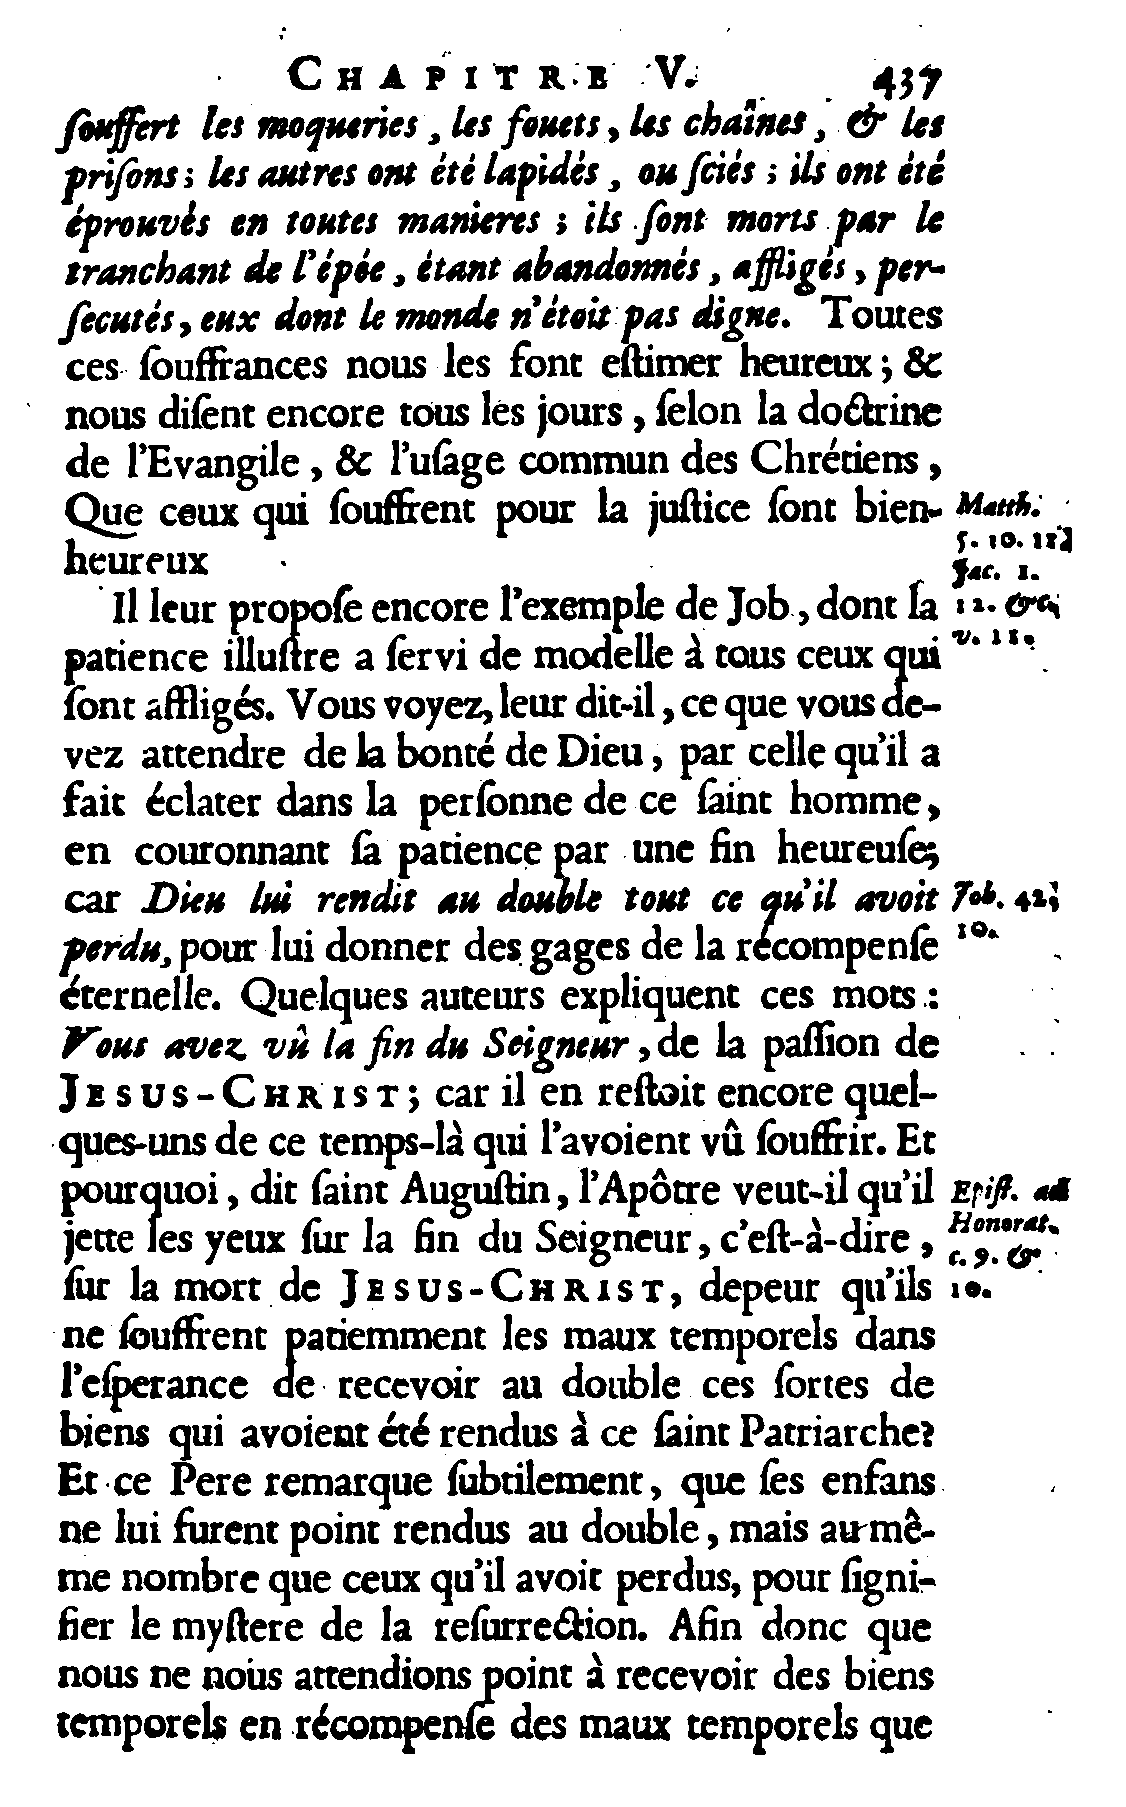 CHAPITRE V. 437
ſouffert les moqueries, les fouets, les chaînes, & les
priſons; les autres ont été lapidés, ou ſciés; ils ont été
éprouvés en toutes manieres; ils ſont morts par le
tranchant de l'épée, étant abandonnés, affligés, per-
ſecutés, eux dont le monde n'étoit pas digne. Toutes
ces ſouffrances nous les font eſtimer heureux; &
nous diſent encore tous les jours, ſelon la doctrine
de l'Evangile, & l'uſage commun des Chrétiens,
Que ceux qui ſouffrent pour la juſtice ſont bien-
heureux
Matth.
5. 10. 11.
Jac. 1.
12. &c.
v. 11.
Il leur propoſe encore l'exemple de Job, dont ſa
patience illuſtre a ſervi de modelle à tous ceux qui
ſont affligés. Vous voyez, leur dit-il, ce que vous de-
vez attendre de la bonté de Dieu, par celle qu'il a
fait éclater dans la perſonne de ce ſaint homme,
en couronnant ſa patience par une fin heureuſe;
car Dieu lui rendit au double tout ce qu'il avoit
perdu, pour lui donner des gages de la récompenſe
Job. 42.
10.
éternelle. Quelques auteurs expliquent ces mots:
Vous avez vû la fin du Seigneur, de la paſſion de
JESUS-CHRIST; car il en reſtoit encore quel-
ques-uns de ce temps-là qui l'avoient vû ſouffrir. Et
pourquoi, dit ſaint Auguſtin, l'Apôtre veut-il qu'il
jette les yeux ſur la fin du Seigneur, c'eſt-à-dire,
ſur la mort de JESUS-CHRIST, depeur qu'ils
Epiſt. ad
Honorat.
c. 9. &
10.
ne ſouffrent patiemment les maux temporels dans
l'eſperance de recevoir au double ces ſortes de
biens qui avoient été rendus à ce ſaint Patriarche?
Et ce Pere remarque ſubtilement, que ſes enfans
ne lui furent point rendus au double, mais au mê-
me nombre que ceux qu'il avoit perdus, pour ſigni-
fier le myſtere de la reſurrection. Afin donc que
nous ne nous attendions point à recevoir des biens
temporels en récompenſe des maux temporels que